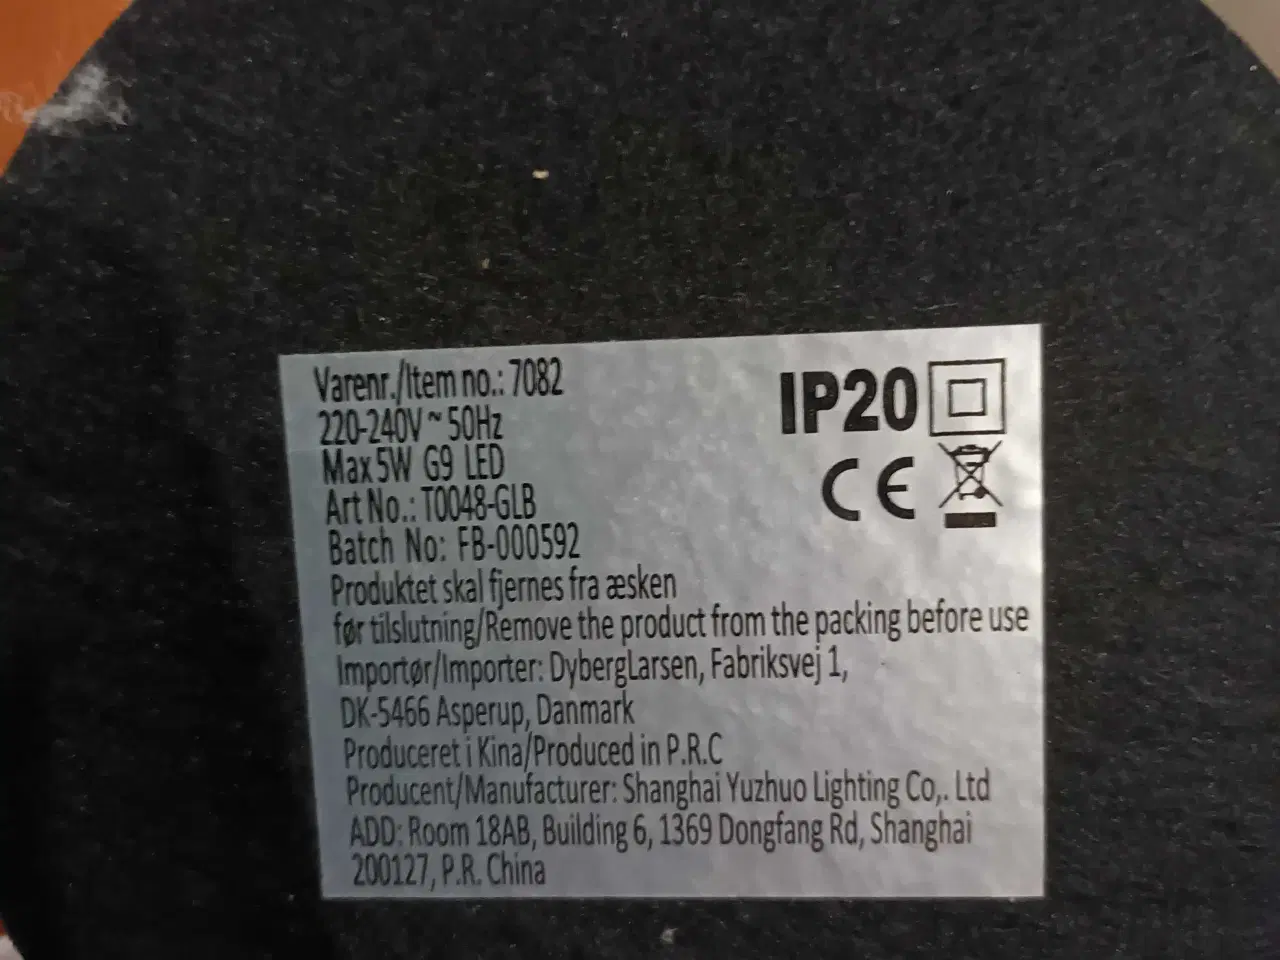 Varenr./Item no.: 7082
220-240V ~ 50Hz
Max 5W G9 LED
Art No.: T0048-GLB
Batch No: FB-000592
Produktet skal fjernes fra æsken
før tilslutning/Remove the product from the packing before use
Importør/Importer: DybergLarsen, Fabriksvej 1,
DK-5466 Asperup, Danmark
Produceret i Kina/Produced in P.R.C
Producent/Manufacturer: Shanghai Yuzhuo Lighting Co,. Ltd
ADD: Room 18AB, Building 6, 1369 Dongfang Rd, Shanghai
200127, P.R. China
IP20
CE